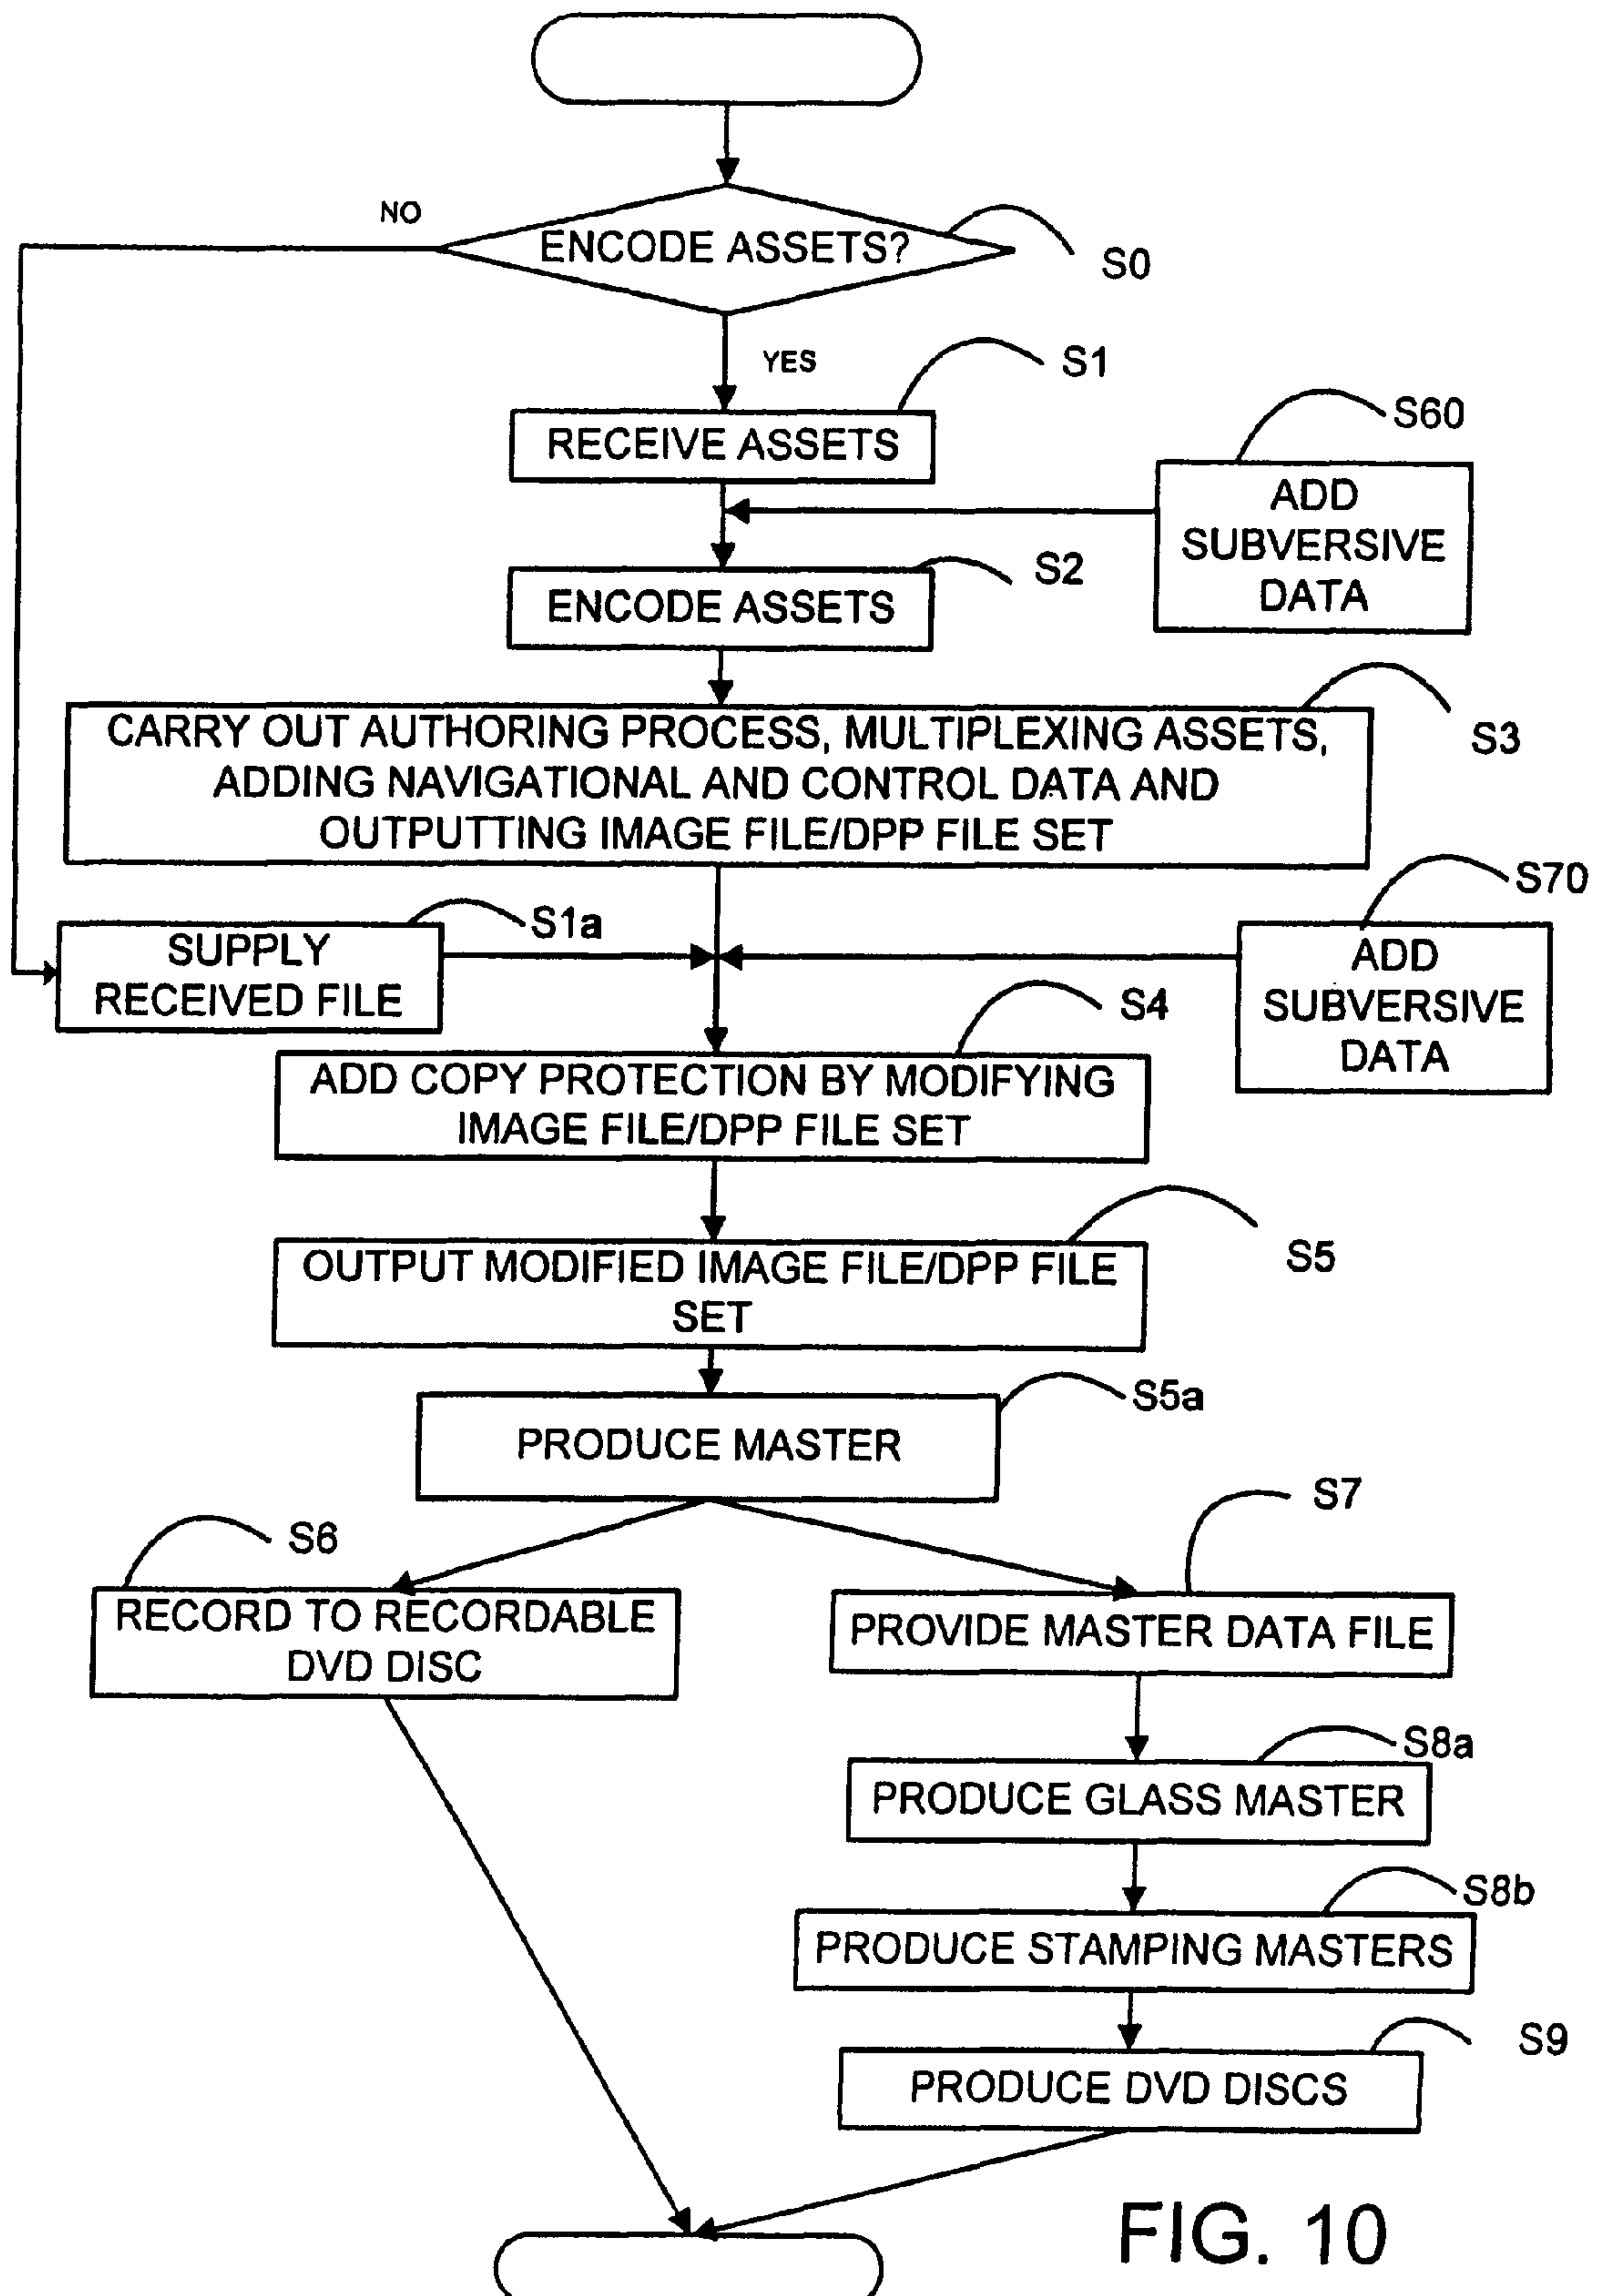 NO
ENCODE ASSETS?
S0
YES
S1
RECEIVE ASSETS
S60
ADD
SUBVERSIVE
DATA
S2
ENCODE ASSETS
CARRY OUT AUTHORING PROCESS, MULTIPLEXING ASSETS,
ADDING NAVIGATIONAL AND CONTROL DATA AND
OUTPUTTING IMAGE FILE/DPP FILE SET
S3
S70
S1a
SUPPLY
RECEIVED FILE
ADD
SUBVERSIVE
DATA
S4
ADD COPY PROTECTION BY MODIFYING
IMAGE FILE/DPP FILE SET
S5
OUTPUT MODIFIED IMAGE FILE/DPP FILE
SET
S5a
PRODUCE MASTER
S7
S6
RECORD TO RECORDABLE
DVD DISC
PROVIDE MASTER DATA FILE
S8a
PRODUCE GLASS MASTER
S8b
PRODUCE STAMPING MASTERS
S9
PRODUCE DVD DISCS
FIG. 10